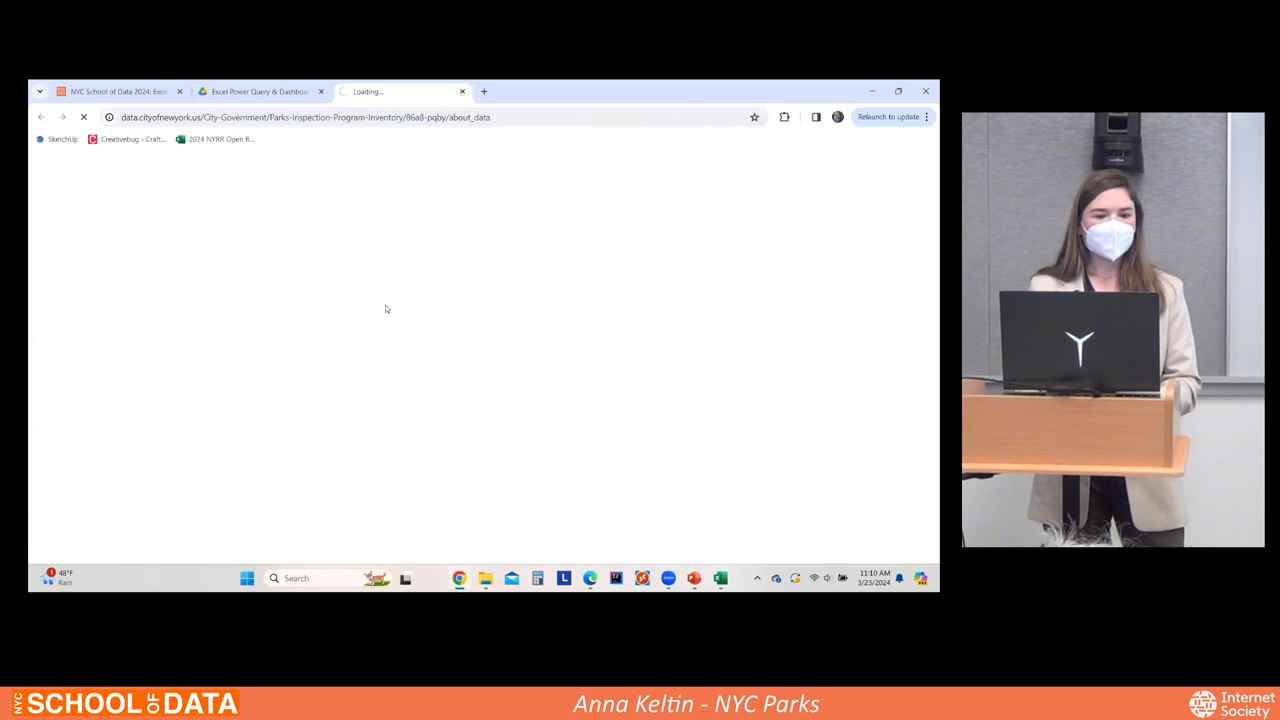 NYC School of Data 2024: Exce
Excel Power Query & Dashboa
Loading...
data.cityofnewyork.us/City-Government/Parks-Inspection-Program-Inventory/86a8-pqby/about_data
Relaunch to update
SketchUp
Creativebug - Craft...
2024 NYRR Open R...
1
48°F
Rain
Search
L
11:10 AM
3/23/2024
NYC SCHOOL OF DATA
Anna Keltin - NYC Parks
Internet
Society